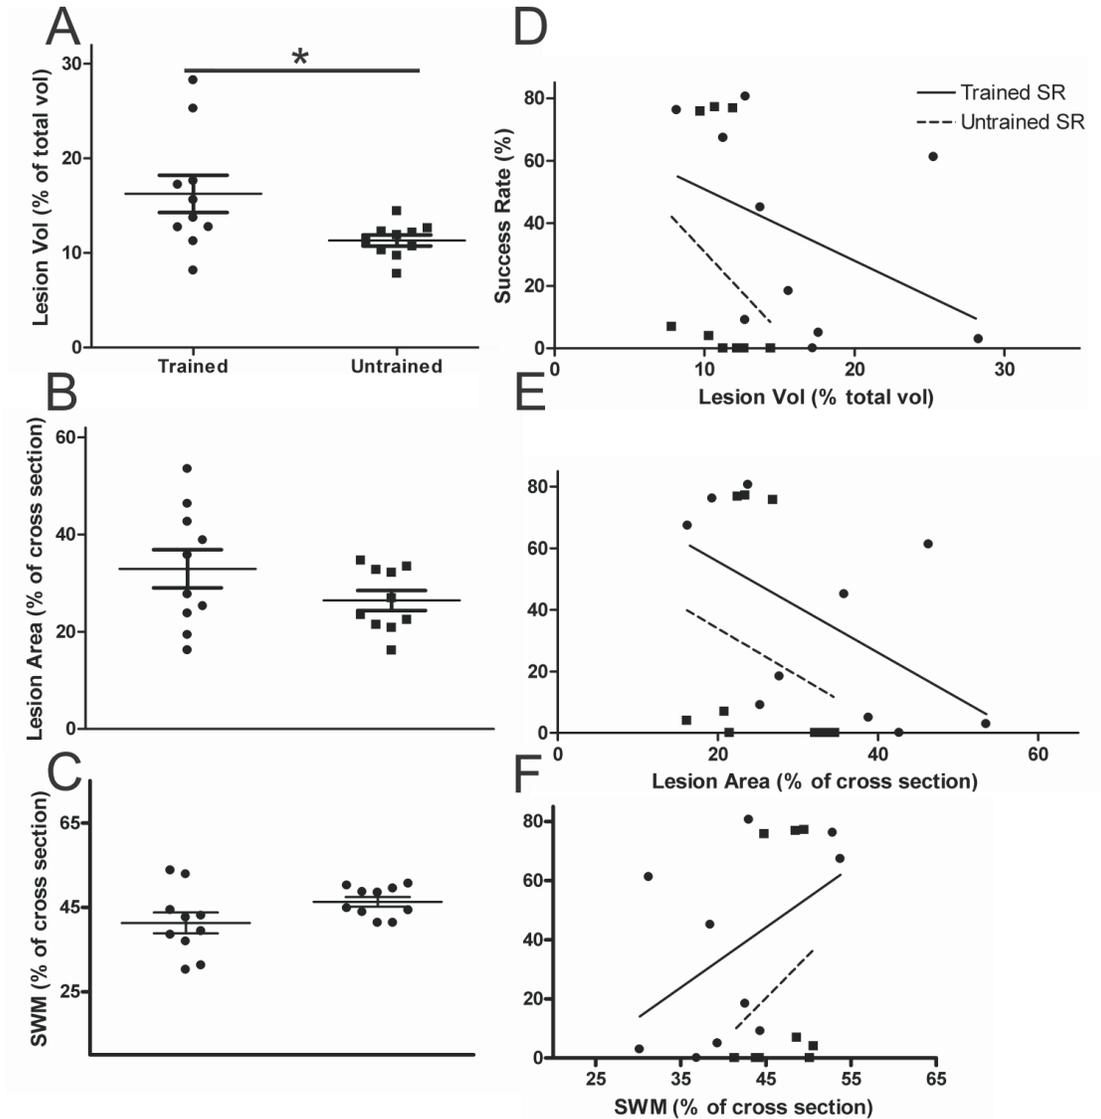 A
Lesion Vol (% of total vol)
30
20
10
0
*
Trained
Untrained
D
Success Rate (%)
80
60
40
20
0
Trained SR
Untrained SR
0
10
20
30
Lesion Vol (% total vol)
B
Lesion Area (% of cross section)
60
40
20
0
E
80
60
40
20
0
0
20
40
60
Lesion Area (% of cross section)
C
SWM (% of cross section)
65
45
25
F
80
60
40
20
0
25
35
45
55
65
SWM (% of cross section)